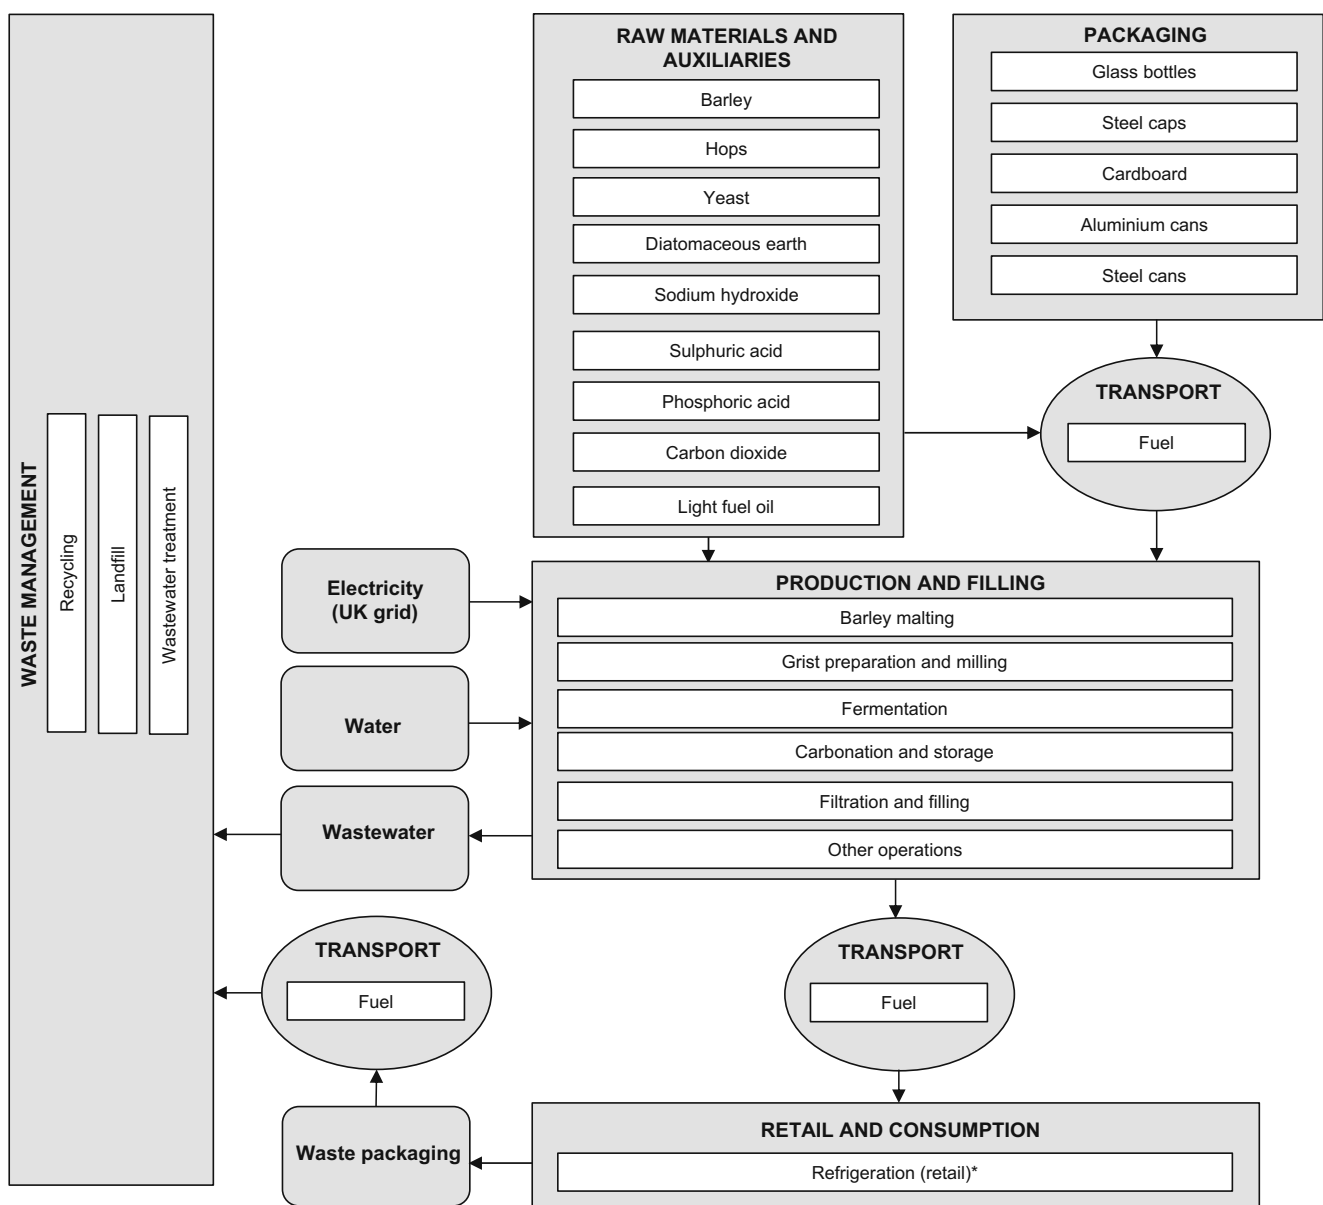 RAW MATERIALS AND
AUXILIARIES
Barley
Hops
Yeast
Diatomaceous earth
Sodium hydroxide
Sulphuric acid
Phosphoric acid
Carbon dioxide
Light fuel oil
PACKAGING
Glass bottles
Steel caps
Cardboard
Aluminium cans
Steel cans
TRANSPORT
Fuel
WASTE MANAGEMENT
Recycling
Landfill
Wastewater treatment
Electricity
(UK grid)
Water
Wastewater
PRODUCTION AND FILLING
Barley malting
Grist preparation and milling
Fermentation
Carbonation and storage
Filtration and filling
Other operations
TRANSPORT
Fuel
TRANSPORT
Fuel
Waste packaging
RETAIL AND CONSUMPTION
Refrigeration (retail)*